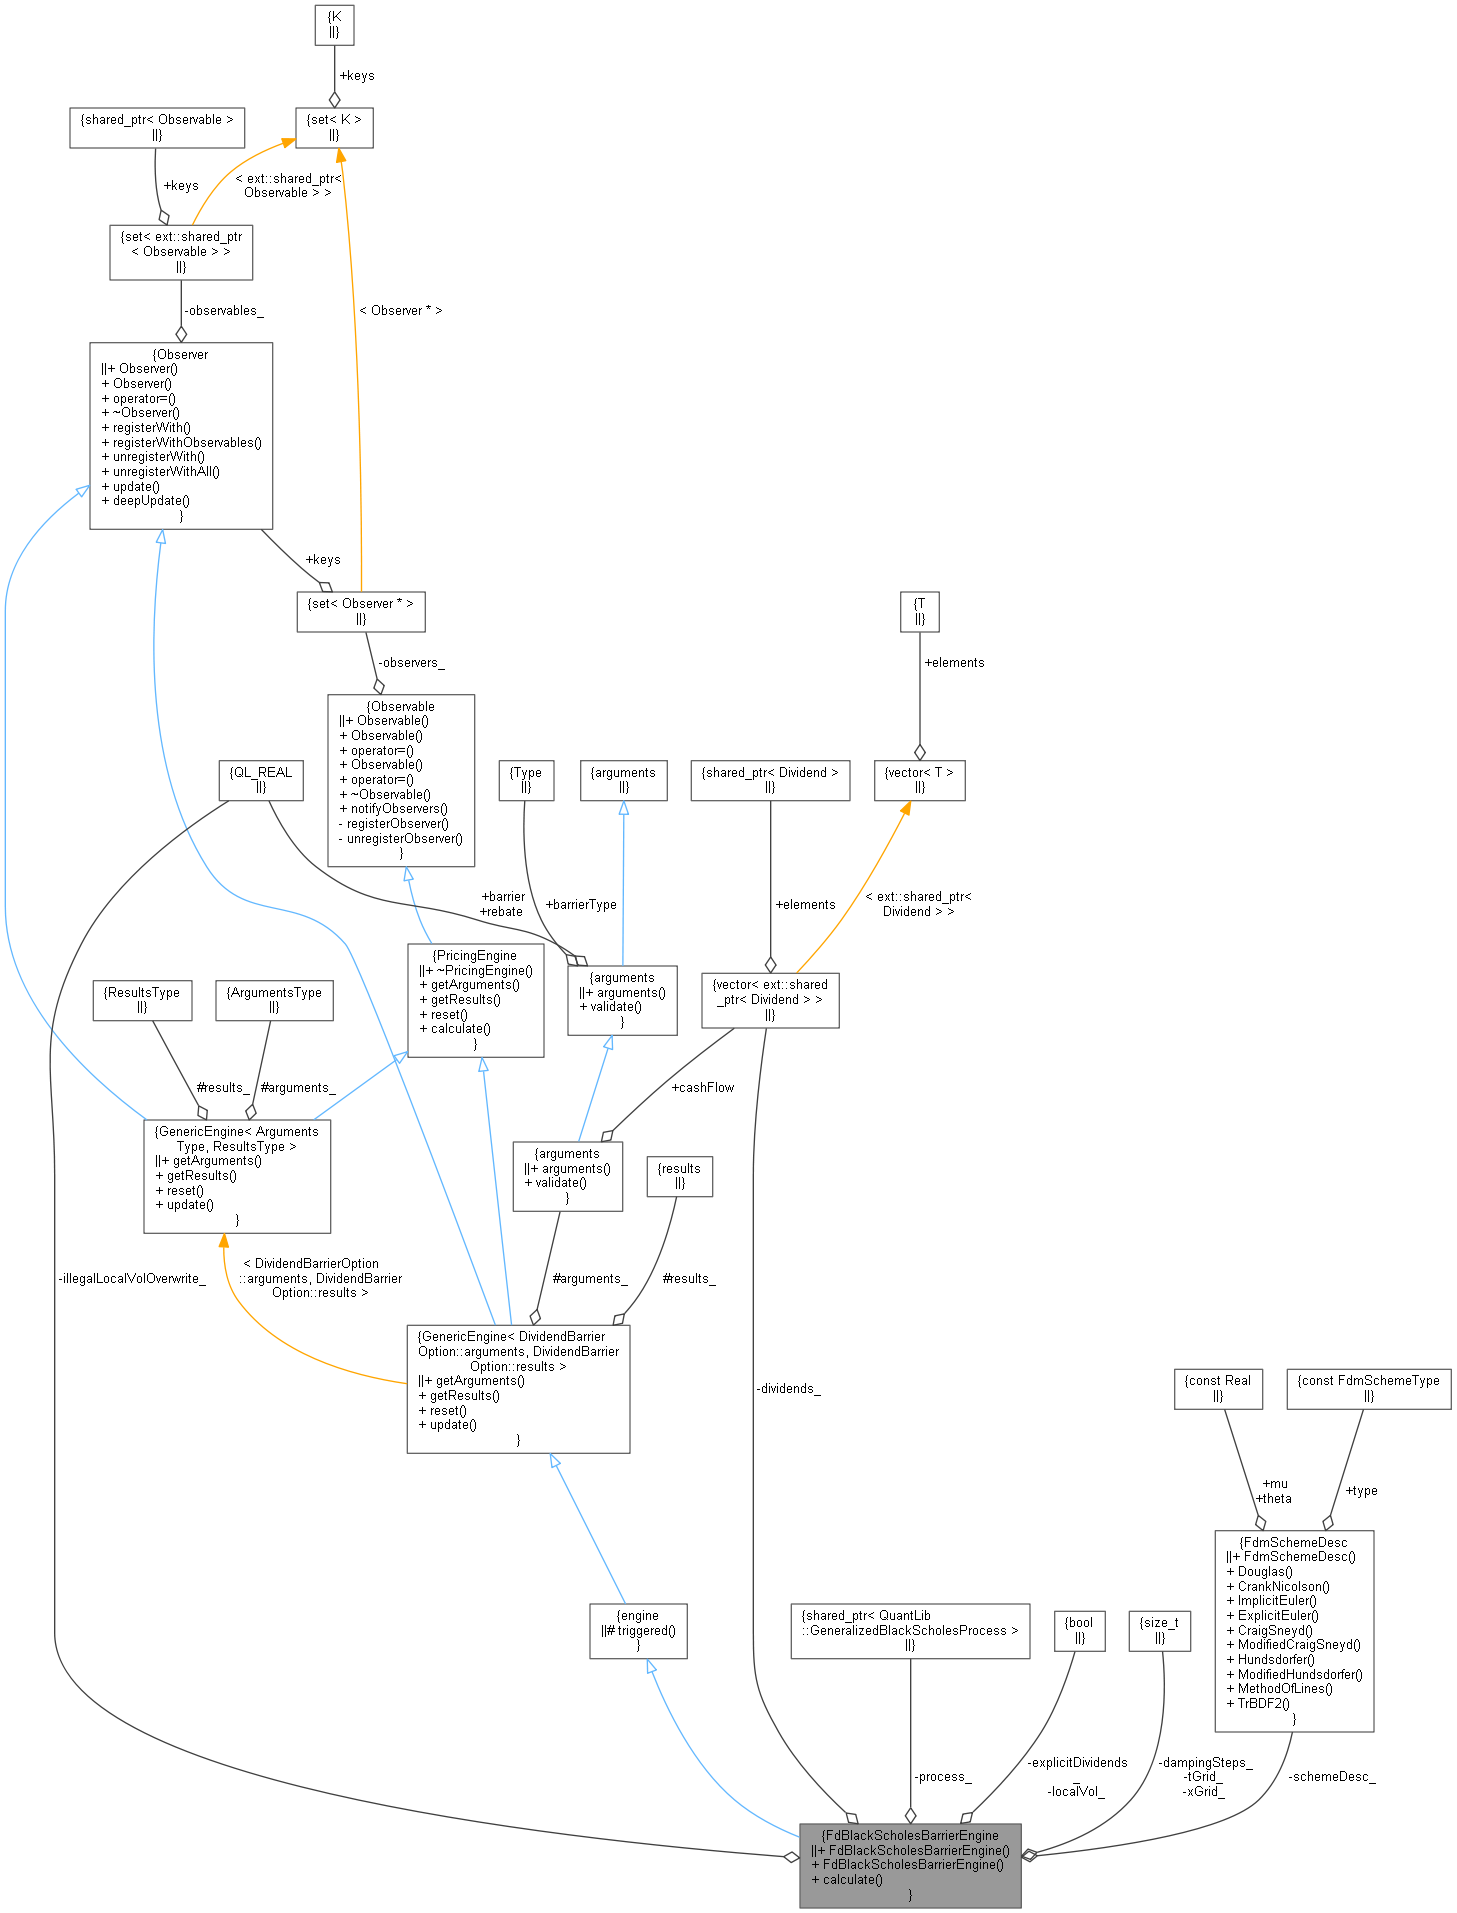 {K
||}
+keys
{shared_ptr< Observable >
||}
{set< K >
||}
+keys
< ext::shared_ptr<
Observable > >
{set< ext::shared_ptr
< Observable > >
||}
-observables_
< Observer * >
{Observer
||+ Observer()
+ Observer()
+ operator=()
+ ~Observer()
+ registerWith()
+ registerWithObservables()
+ unregisterWith()
+ unregisterWithAll()
+ update()
+ deepUpdate()
}
+keys
{set< Observer * >
||}
{T
||}
-observers_
+elements
{Observable
||+ Observable()
+ Observable()
+ operator=()
+ Observable()
+ operator=()
+ ~Observable()
+ notifyObservers()
- registerObserver()
- unregisterObserver()
}
{QL_REAL
||}
{Type
||}
{arguments
||}
{shared_ptr< Dividend >
||}
{vector< T >
||}
+barrier
+rebate
+barrierType
+elements
< ext::shared_ptr<
Dividend > >
{PricingEngine
||+ ~PricingEngine()
+ getArguments()
+ getResults()
+ reset()
+ calculate()
}
{arguments
||+ arguments()
+ validate()
}
{vector< ext::shared
_ptr< Dividend > >
||}
{ResultsType
||}
{ArgumentsType
||}
#results_
#arguments_
+cashFlow
{GenericEngine< Arguments
Type, ResultsType >
||+ getArguments()
+ getResults()
+ reset()
+ update()
}
{arguments
||+ arguments()
+ validate()
}
{results
||}
-illegalLocalVolOverwrite_
< DividendBarrierOption
::arguments, DividendBarrier
Option::results >
#arguments_
#results_
{GenericEngine< DividendBarrier
Option::arguments, DividendBarrier
Option::results >
||+ getArguments()
+ getResults()
+ reset()
+ update()
}
-dividends_
{const Real
||}
{const FdmSchemeType
||}
+mu
+theta
+type
{FdmSchemeDesc
||+ FdmSchemeDesc()
+ Douglas()
+ CrankNicolson()
+ ImplicitEuler()
+ ExplicitEuler()
+ CraigSneyd()
+ ModifiedCraigSneyd()
+ Hundsdorfer()
+ ModifiedHundsdorfer()
+ MethodOfLines()
+ TrBDF2()
}
{engine
||# triggered()
}
{shared_ptr< QuantLib
::GeneralizedBlackScholesProcess >
||}
{bool
||}
{size_t
||}
-process_
-explicitDividends
_
-localVol_
-dampingSteps_
-tGrid_
-xGrid_
-schemeDesc_
{FdBlackScholesBarrierEngine
||+ FdBlackScholesBarrierEngine()
+ FdBlackScholesBarrierEngine()
+ calculate()
}